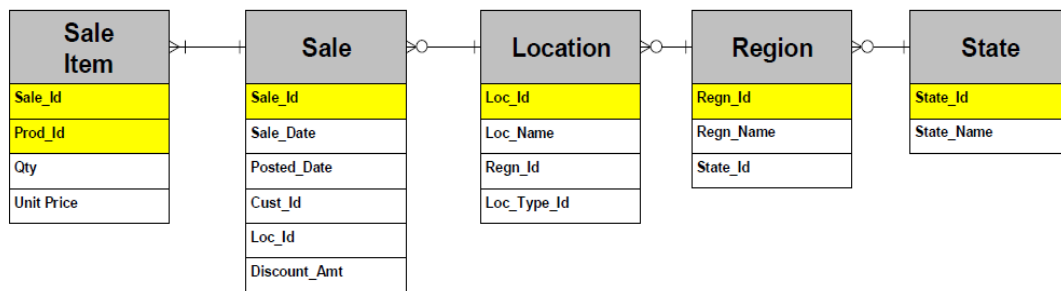 Sale
Item
Sale_Id
Prod_Id
Qty
Unit Price
Sale
Sale_Id
Sale_Date
Posted_Date
Cust_Id
Loc_Id
Discount_Amt
Location
Loc_Id
Loc_Name
Regn_Id
Loc_Type_Id
Region
Regn_Id
Regn_Name
State_Id
State
State_Id
State_Name